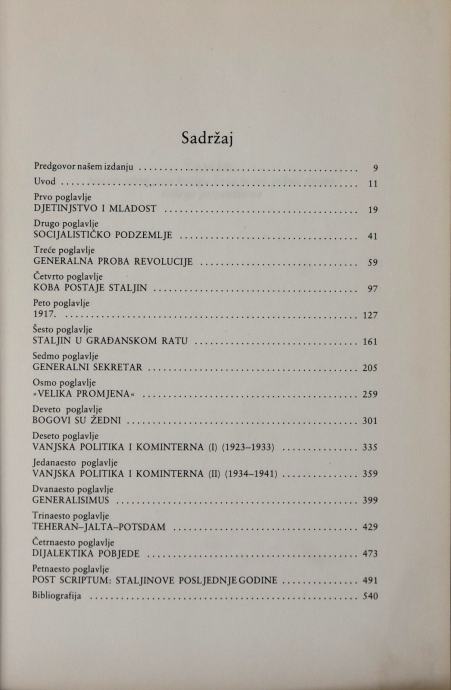 Sadržaj
Predgovor našem izdanju ........ 9
Uvod ........ 11
Prvo poglavlje
DJETINJSTVO I MLADOST ........ 19
Drugo poglavlje
SOCIJALISTIČKO PODZEMLJE ........ 41
Treće poglavlje
GENERALNA PROBA REVOLUCIJE ........ 59
Četvrto poglavlje
KOBA POSTAJE STALJIN ........ 97
Peto poglavlje
1917. ........ 127
Šesto poglavlje
STALJIN U GRAĐANSKOM RATU ........ 161
Sedmo poglavlje
GENERALNI SEKRETAR ........ 205
Osmo poglavlje
»VELIKA PROMJENA« ........ 259
Deveto poglavlje
BOGOVI SU ŽEDNI ........ 301
Deseto poglavlje
VANJSKA POLITIKA I KOMINTERNA (I) (1923–1933) ........ 335
Jedanaesto poglavlje
VANJSKA POLITIKA I KOMINTERNA (II) (1934–1941) ........ 359
Dvanaesto poglavlje
GENERALISIMUS ........ 399
Trinaesto poglavlje
TEHERAN–JALTA–POTSDAM ........ 429
Četrnaesto poglavlje
DIJALEKTIKA POBJEDE ........ 473
Petnaesto poglavlje
POST SCRIPTUM: STALJINOVE POSLJEDNJE GODINE ........ 491
Bibliografija ........ 540